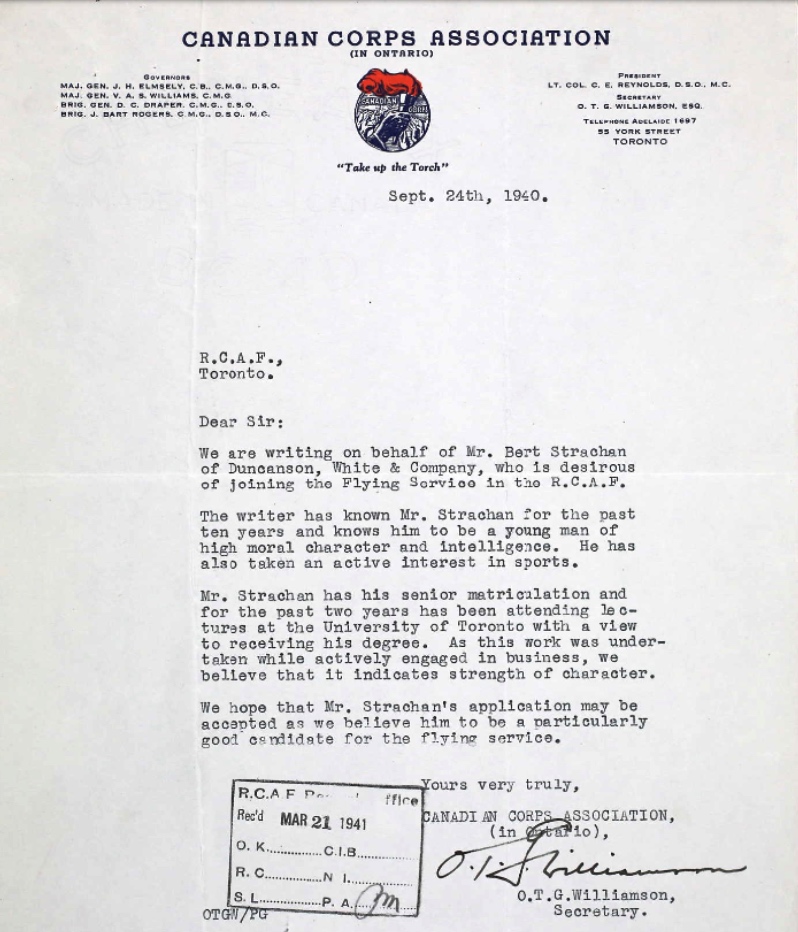 CANADIAN CORPS ASSOCIATION
(IN ONTARIO)
GOVERNORS
MAJ. GEN. J. H. ELMSELY, C.B., C.M.G., D.S.O.
MAJ. GEN. V. A. S. WILLIAMS, C.M.G.
BRIG. GEN. D. C. DRAPER, C.M.G., D.S.O.
BRIG. J. BART ROGERS, C.M.G., D.S.O., M.C.
CANADIAN CORPS
PRESIDENT
LT. COL. C. E. REYNOLDS, D.S.O., M.C.
SECRETARY
O. T. G. WILLIAMSON, ESQ.
TELEPHONE ADELAIDE 1697
55 YORK STREET
TORONTO
"Take up the Torch"
Sept. 24th, 1940.
R.C.A.F.,
Toronto.
Dear Sir:
We are writing on behalf of Mr. Bert Strachan
of Duncanson, White & Company, who is desirous
of joining the Flying Service in the R.C.A.F.
The writer has known Mr. Strachan for the past
ten years and knows him to be a young man of
high moral character and intelligence. He has
also taken an active interest in sports.
Mr. Strachan has his senior matriculation and
for the past two years has been attending lec-
tures at the University of Toronto with a view
to receiving his degree. As this work was under-
taken while actively engaged in business, we
believe that it indicates strength of character.
We hope that Mr. Strachan's application may be
accepted as we believe him to be a particularly
good candidate for the flying service.
Yours very truly,
CANADIAN CORPS ASSOCIATION,
(in Ontario),
O.T.G. Williamson
O.T.G.Williamson,
Secretary.
R.C.A.F. ffice
Rec'd MAR 21 1941
O. K..............C.I.B..............
R. C..............N I..............
S. L..............P. A..............
OTGW/PG